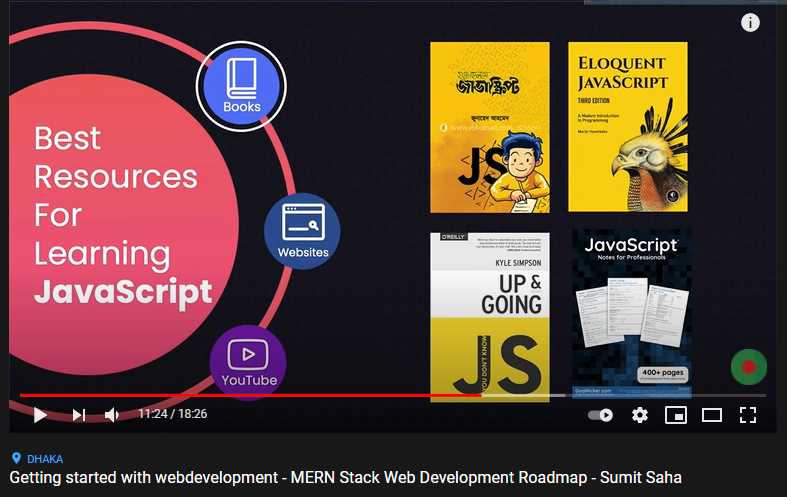 Best
Resources
For
Learning
JavaScript
Books
Websites
YouTube
জাভাস্ক্রিপ্ট
জুনায়েদ আহমেদ
JS
ELOQUENT
JAVASCRIPT
THIRD EDITION
A Modern Introduction
to Programming
Marijn Haverbeke
O'REILLY
KYLE SIMPSON
UP &
GOING
YOU DON'T KNOW
JS
JavaScript
Notes for Professionals
400+ pages
GoalKicker.com
11:24 / 18:26
DHAKA
Getting started with webdevelopment - MERN Stack Web Development Roadmap - Sumit Saha